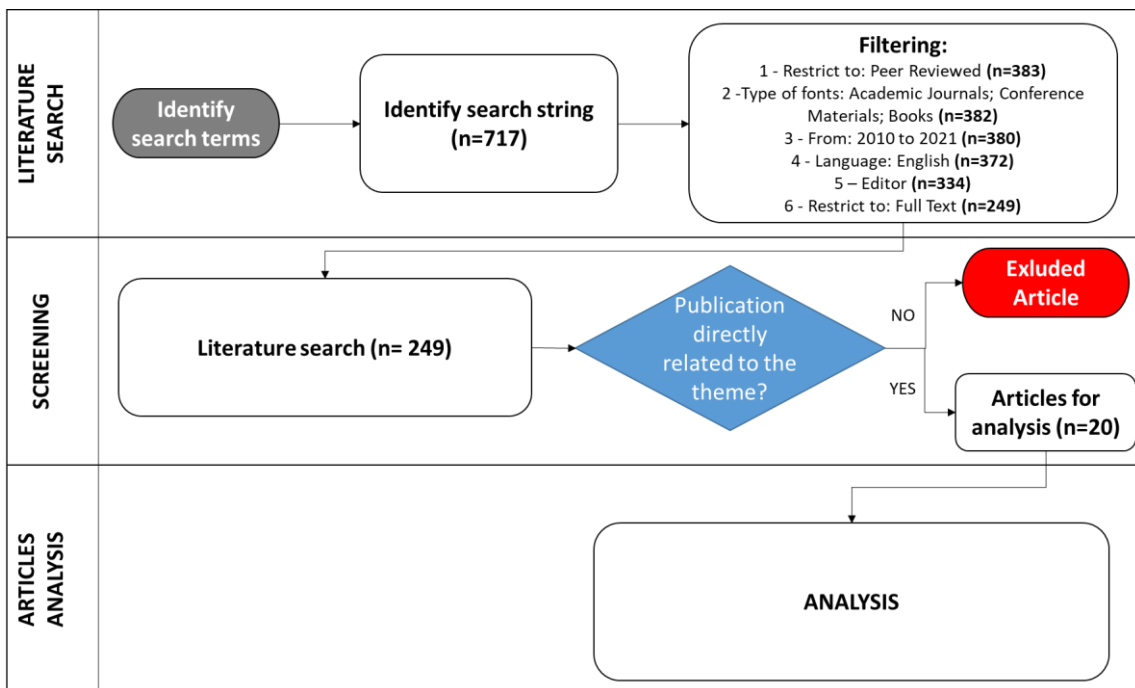 LITERATURE
SEARCH
Identify
search terms
Identify search string
(n=717)
Filtering:
1 - Restrict to: Peer Reviewed (n=383)
2 -Type of fonts: Academic Journals; Conference
Materials; Books (n=382)
3 - From: 2010 to 2021 (n=380)
4 - Language: English (n=372)
5 – Editor (n=334)
6 - Restrict to: Full Text (n=249)
SCREENING
Literature search (n= 249)
Publication
directly
related to the
theme?
NO
Exluded
Article
YES
Articles for
analysis (n=20)
ARTICLES
ANALYSIS
ANALYSIS